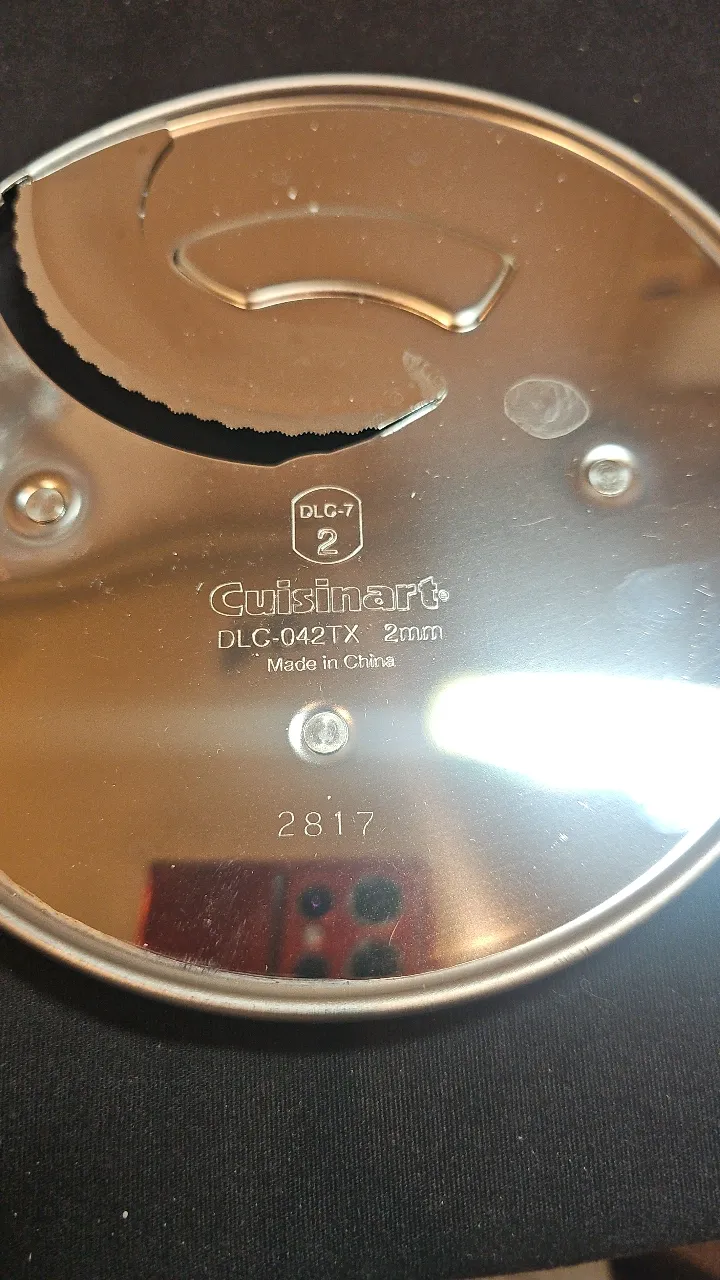 DLC-7
2
Cuisinart®
DLC-042TX 2mm
Made in China
2817